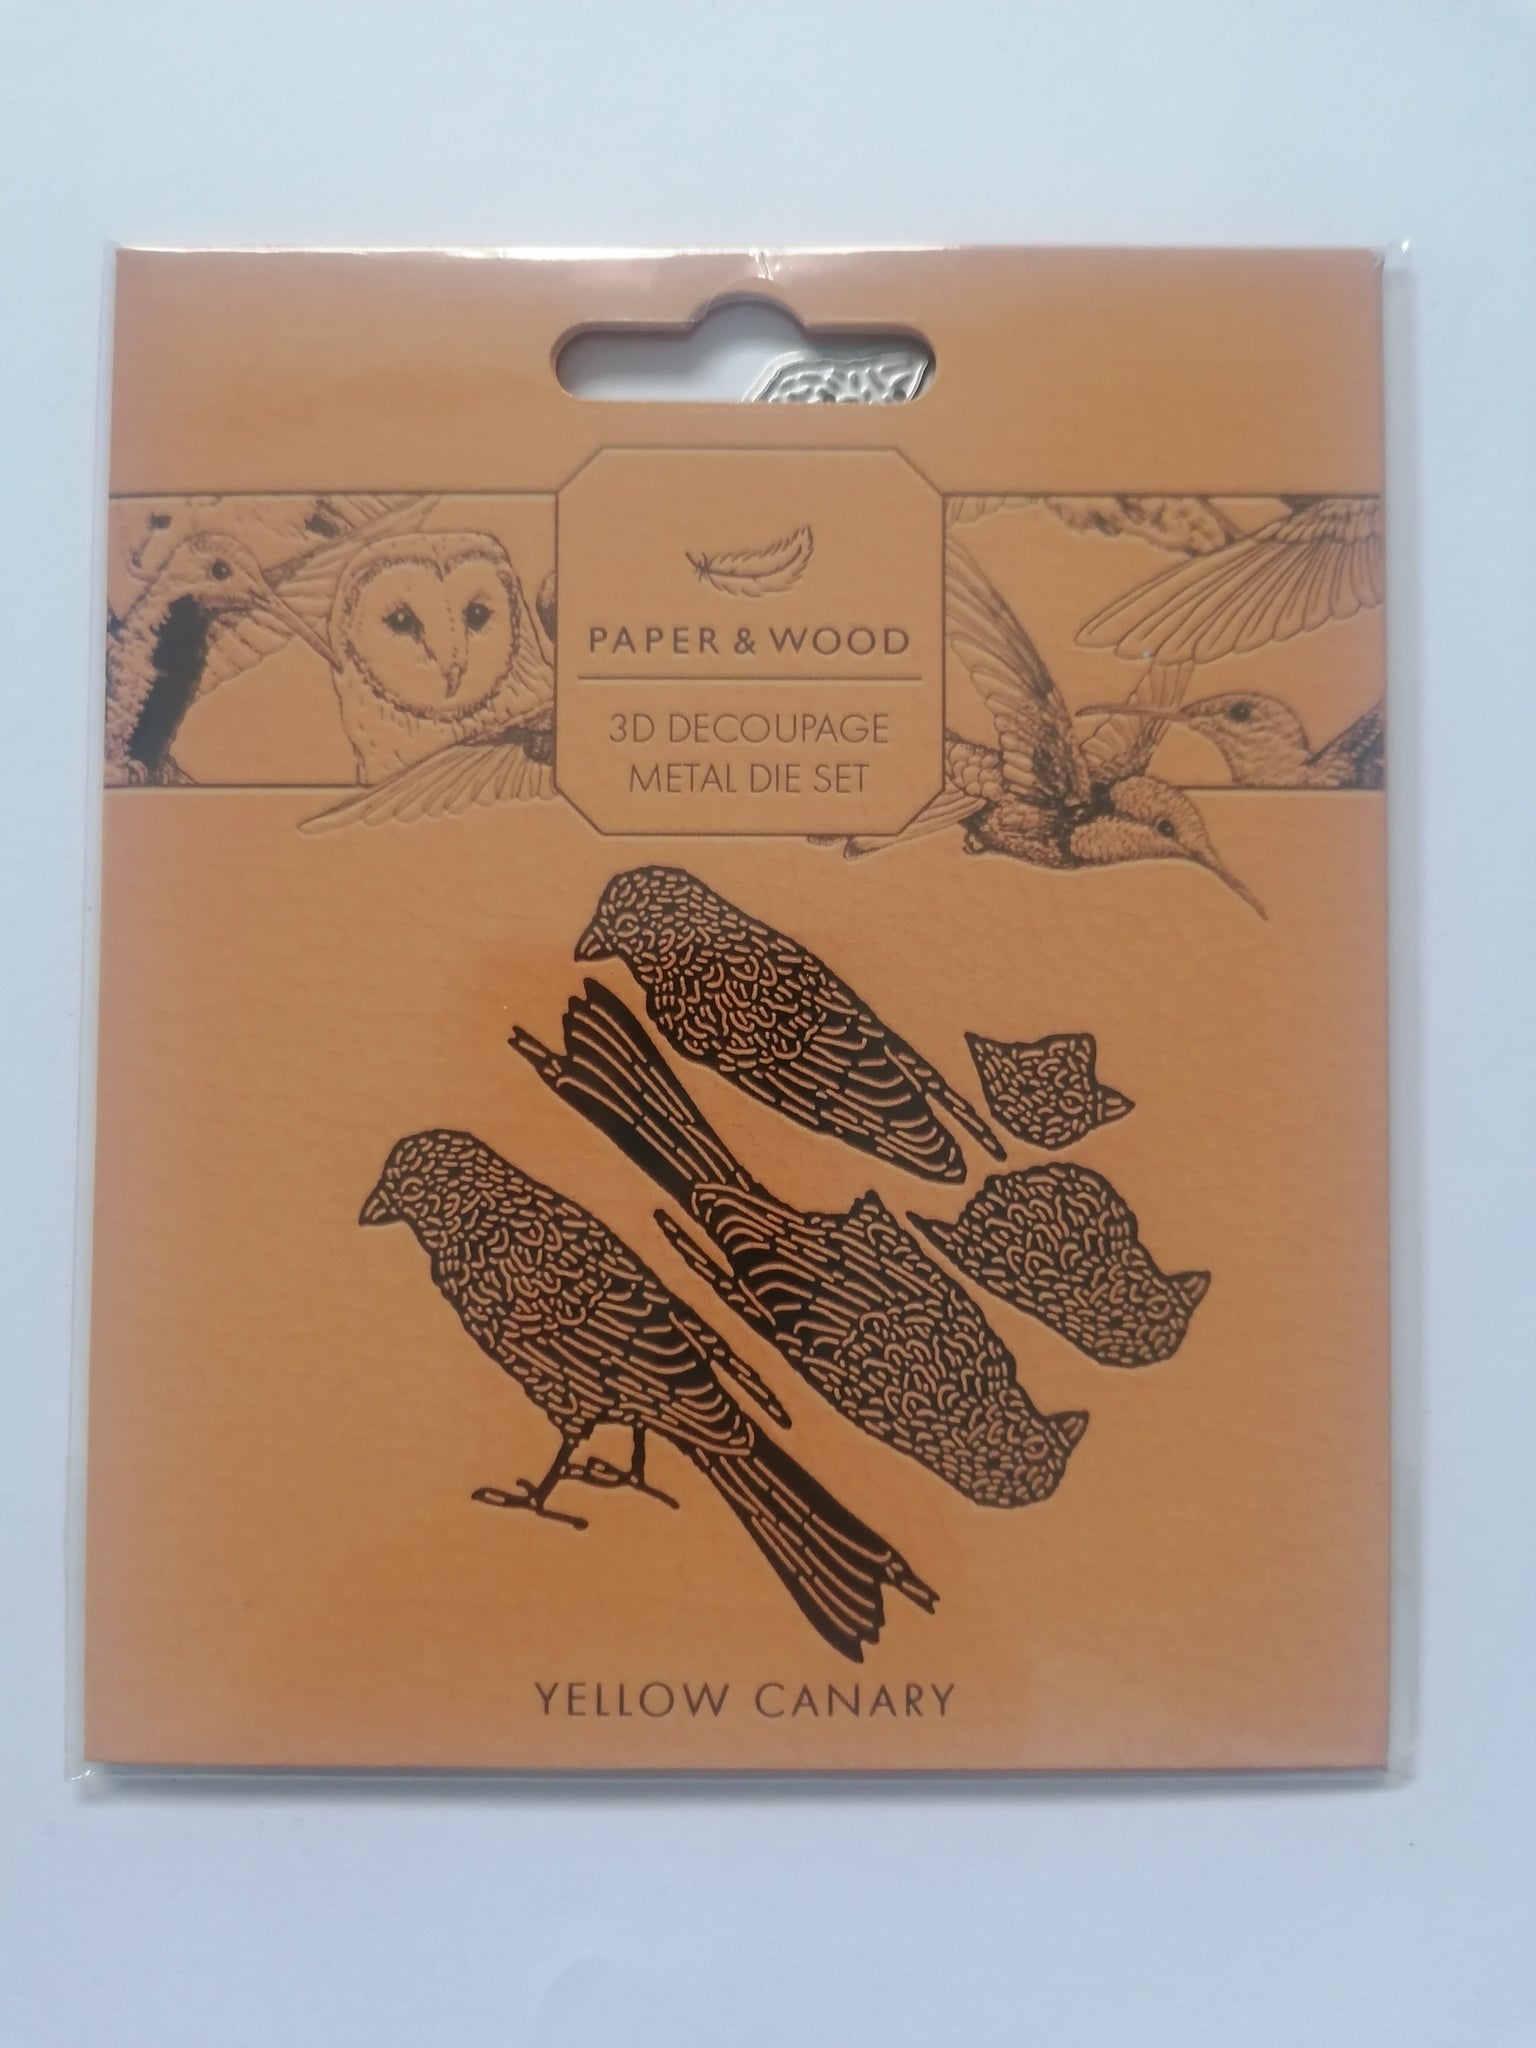 PAPER & WOOD
3D DECOUPAGE
METAL DIE SET
YELLOW CANARY